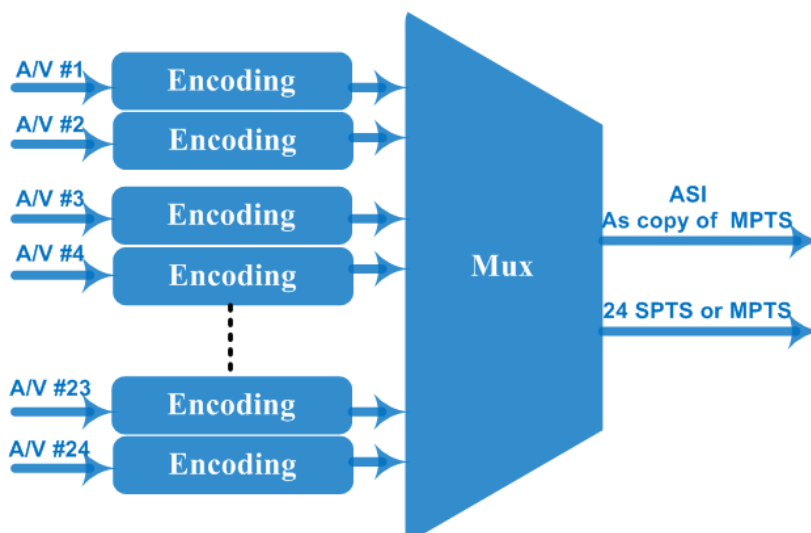 A/V #1
Encoding
A/V #2
Encoding
A/V #3
Encoding
A/V #4
Encoding
A/V #23
Encoding
A/V #24
Encoding
Mux
ASI
As copy of MPTS
24 SPTS or MPTS